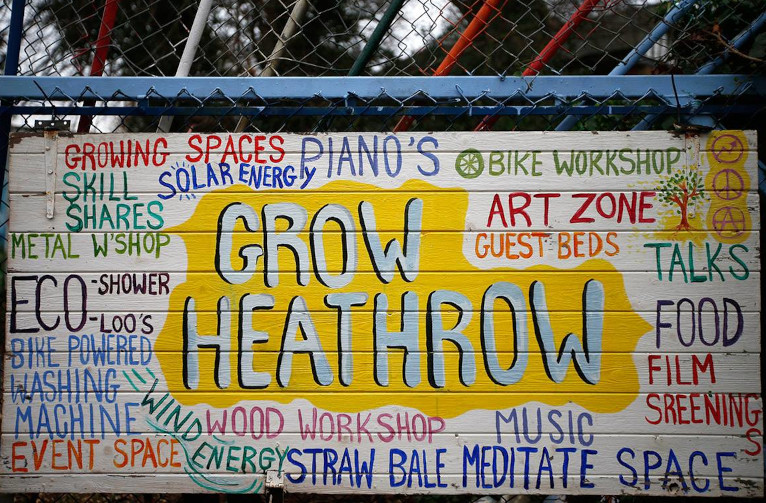 GROWING SPACES
PIANO'S
BIKE WORKSHOP
SKILL
SHARES
SOLAR ENERGY
ART ZONE
METAL W'SHOP
GUEST BEDS
TALKS
GROW
HEATHROW
ECO-SHOWER
-LOO'S
FOOD
BIKE POWERED
WASHING
MACHINE
FILM
SREENINGS
WIND ENERGY
WOOD WORKSHOP
MUSIC
EVENT SPACE
STRAW BALE MEDITATE SPACE